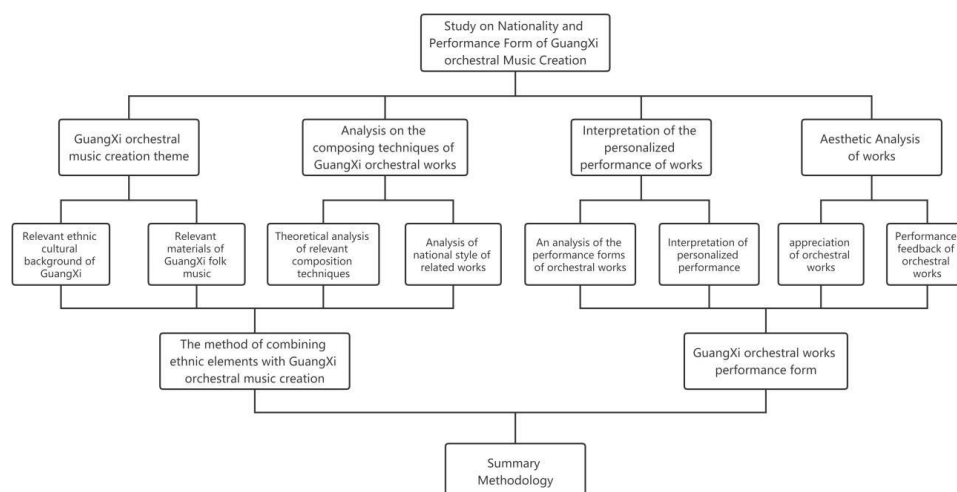 Study on Nationality and
Performance Form of GuangXi
orchestral Music Creation
GuangXi orchestral
music creation theme
Analysis on the
composing techniques of
GuangXi orchestral works
Interpretation of the
personalized performance
of works
Aesthetic Analysis
of works
Relevant ethnic
cultural
background of
GuangXi
Relevant
materials of
GuangXi folk
music
Theoretical analysis
of relevant
composition
techniques
Analysis of
national style of
related works
An analysis of the
performance forms
of orchestral works
Interpretation of
personalized
performance
appreciation
of orchestral
works
Performance
feedback of
orchestral
works
The method of combining
ethnic elements with GuangXi
orchestral music creation
GuangXi orchestral works
performance form
Summary
Methodology